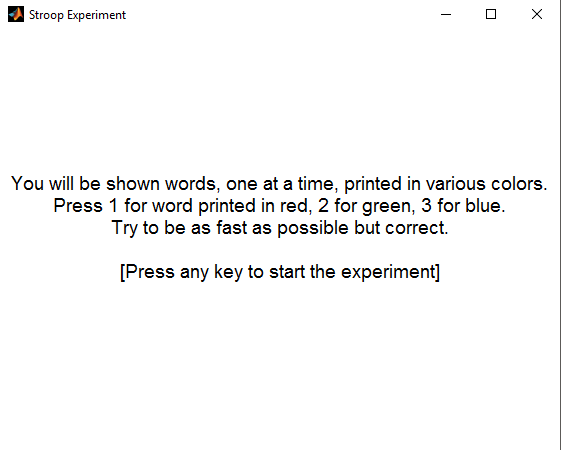 Stroop Experiment
You will be shown words, one at a time, printed in various colors.
Press 1 for word printed in red, 2 for green, 3 for blue.
Try to be as fast as possible but correct.
[Press any key to start the experiment]